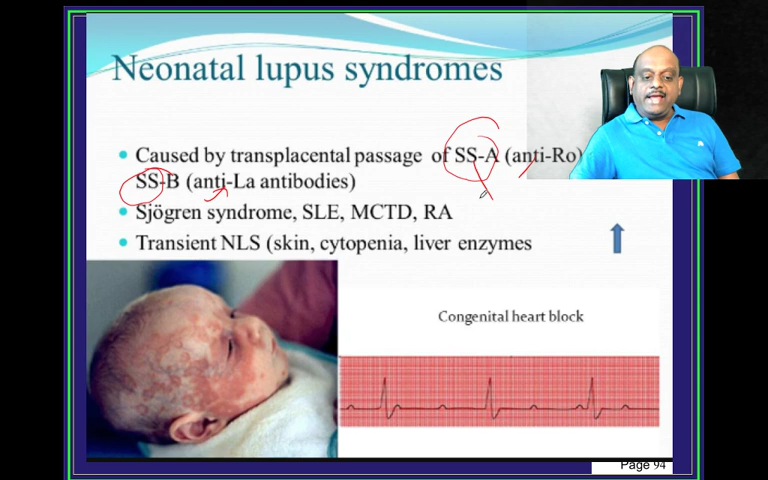 Neonatal lupus syndromes
• Caused by transplacental passage of SS-A (anti-Ro)
SS-B (anti-La antibodies)
• Sjögren syndrome, SLE, MCTD, RA
• Transient NLS (skin, cytopenia, liver enzymes
Congenital heart block
Page 94